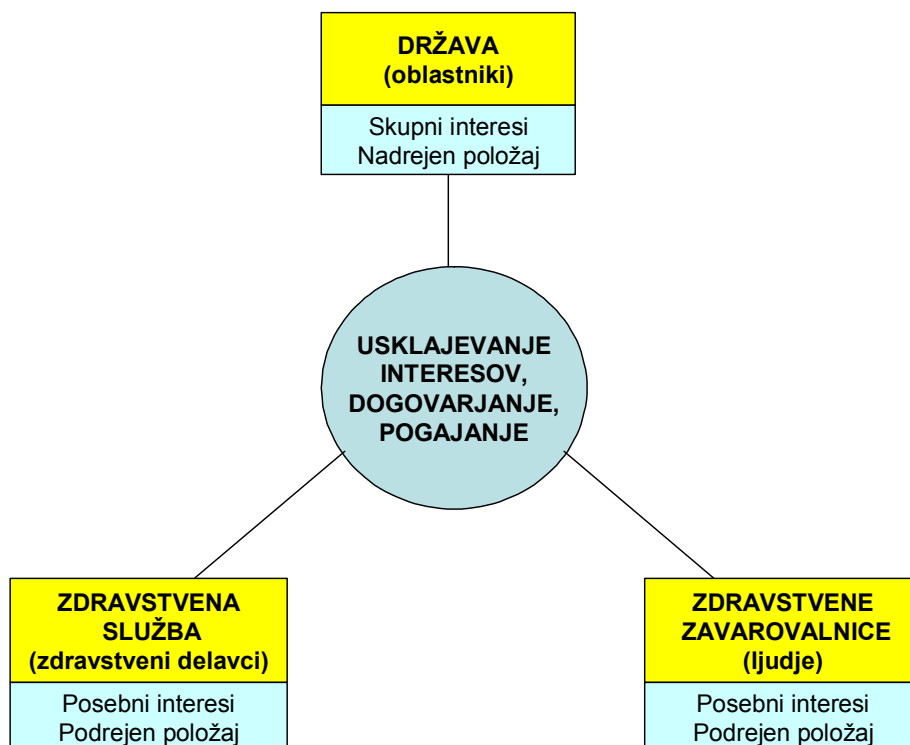 DRŽAVA
(oblastniki)
Skupni interesi
Nadrejen položaj
USKLAJEVANJE
INTERESOV,
DOGOVARJANJE,
POGAJANJE
ZDRAVSTVENA
SLUŽBA
(zdravstveni delavci)
Posebni interesi
Podrejen položaj
ZDRAVSTVENE
ZAVAROVALNICE
(ljudje)
Posebni interesi
Podrejen položaj